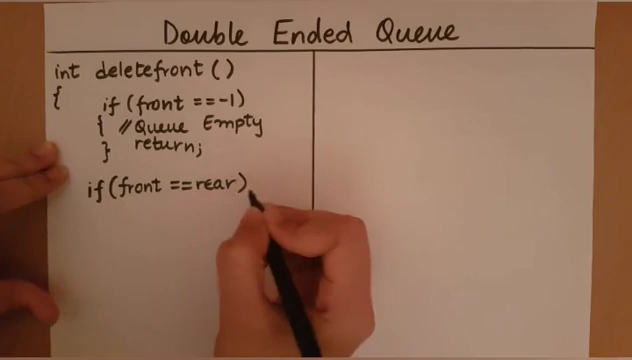 Double Ended Queue
int deletefront ()
{ if (front ==-1)
{ //Queue Empty
} return;
if (front ==rear)